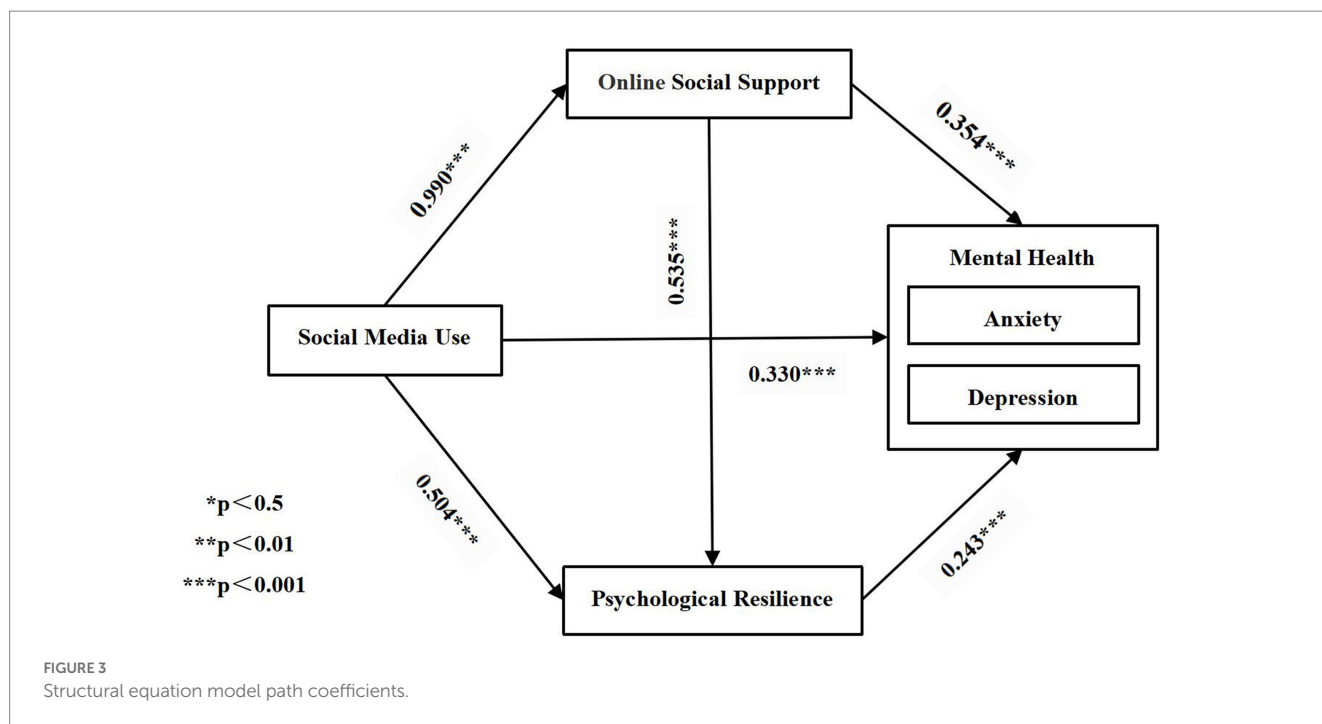 Online Social Support
0.990***
0.354***
0.535***
Mental Health
Anxiety
Social Media Use
0.330***
Depression
0.504***
*p＜0.5
**p＜0.01
***p＜0.001
0.243***
Psychological Resilience
FIGURE 3
Structural equation model path coefficients.